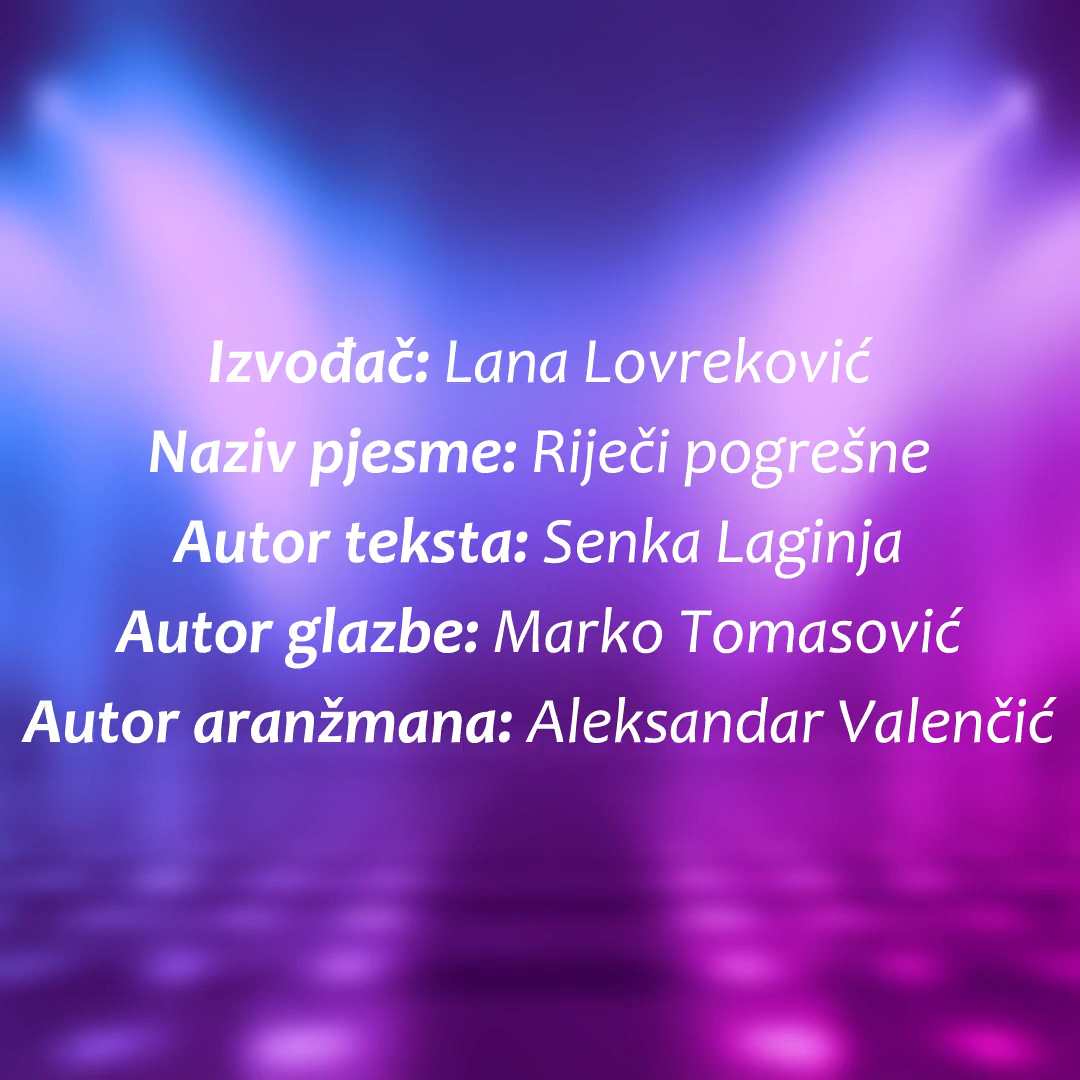 Izvođač: Lana Lovreković
Naziv pjesme: Riječi pogrešne
Autor teksta: Senka Laginja
Autor glazbe: Marko Tomasović
Autor aranžmana: Aleksandar Valenčić